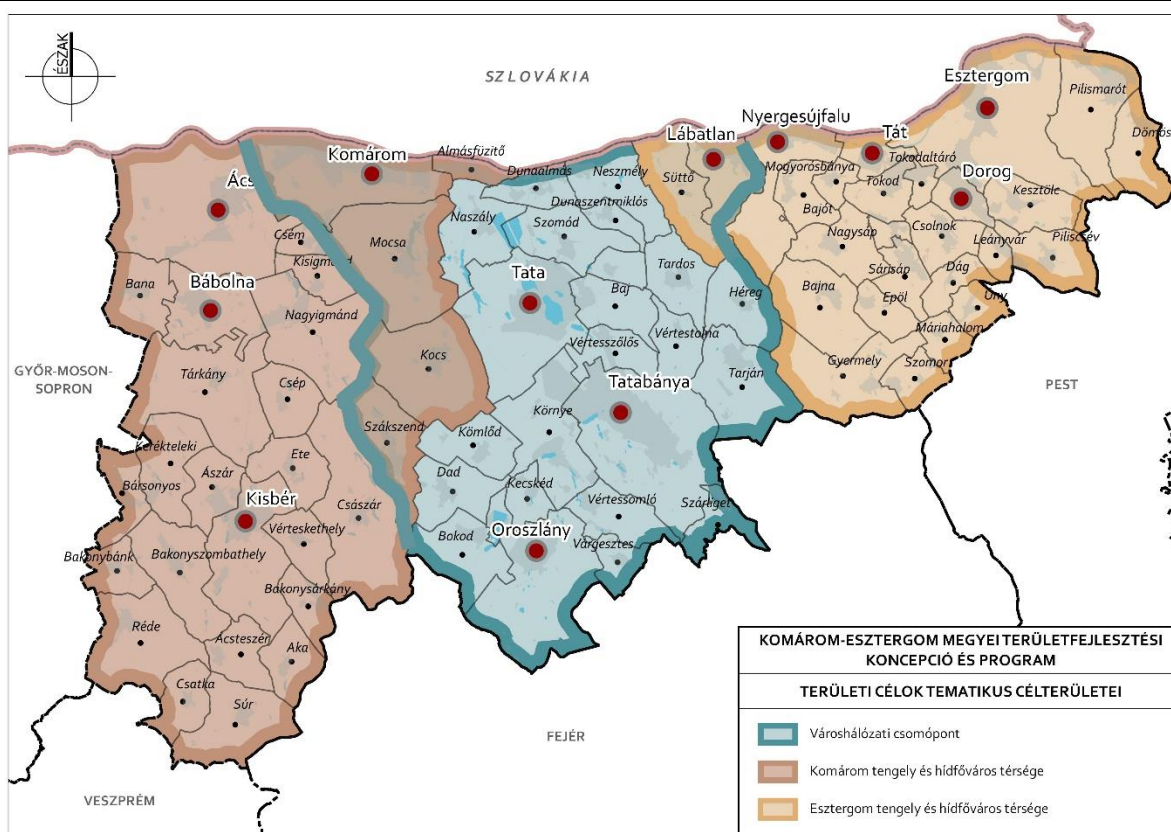 ÉSZAK
SZLOVÁKIA
Esztergom
Pilismarót
Dömös
Nyergesújfalu
Lábatlan
Tát
Komárom
Almásfüzitő
Dunaalmás
Neszmély
Süttő
Mogyorósbánya
Tokodaltáró
Tokod
Dorog
Kesztölc
Ács
Dunaszentmiklós
Bajót
Naszály
Szomód
Csém
Mocsa
Nagysáp
Csolnok
Leányvár
Piliscsév
Kisigmánd
Tardos
Sárisáp
Dág
Bana
Bábolna
Tata
Baj
Héreg
Bajna
Epöl
Úny
Nagyigmánd
Máriahalom
Vértestolna
Vértesszőlős
GYŐR-MOSON-
SOPRON
Kocs
Gyermely
Szomor
PEST
Tárkány
Csép
Tarján
Tatabánya
Környe
Szákszend
Kömlőd
Kerékteleki
Ászár
Ete
Dad
Bársonyos
Kecskéd
Kisbér
Császár
Vértessomló
Szárliget
Vérteskethely
Oroszlány
Bokod
Várgesztes
Bakonybánk
Bakonyszombathely
Bakonysárkány
Réde
Ácsteszér
Aka
Csatka
Súr
FEJÉR
VESZPRÉM
KOMÁROM-ESZTERGOM MEGYEI TERÜLETFEJLESZTÉSI
KONCEPCIÓ ÉS PROGRAM
TERÜLETI CÉLOK TEMATIKUS CÉLTERÜLETEI
Városhálózati csomópont
Komárom tengely és hídfőváros térsége
Esztergom tengely és hídfőváros térsége